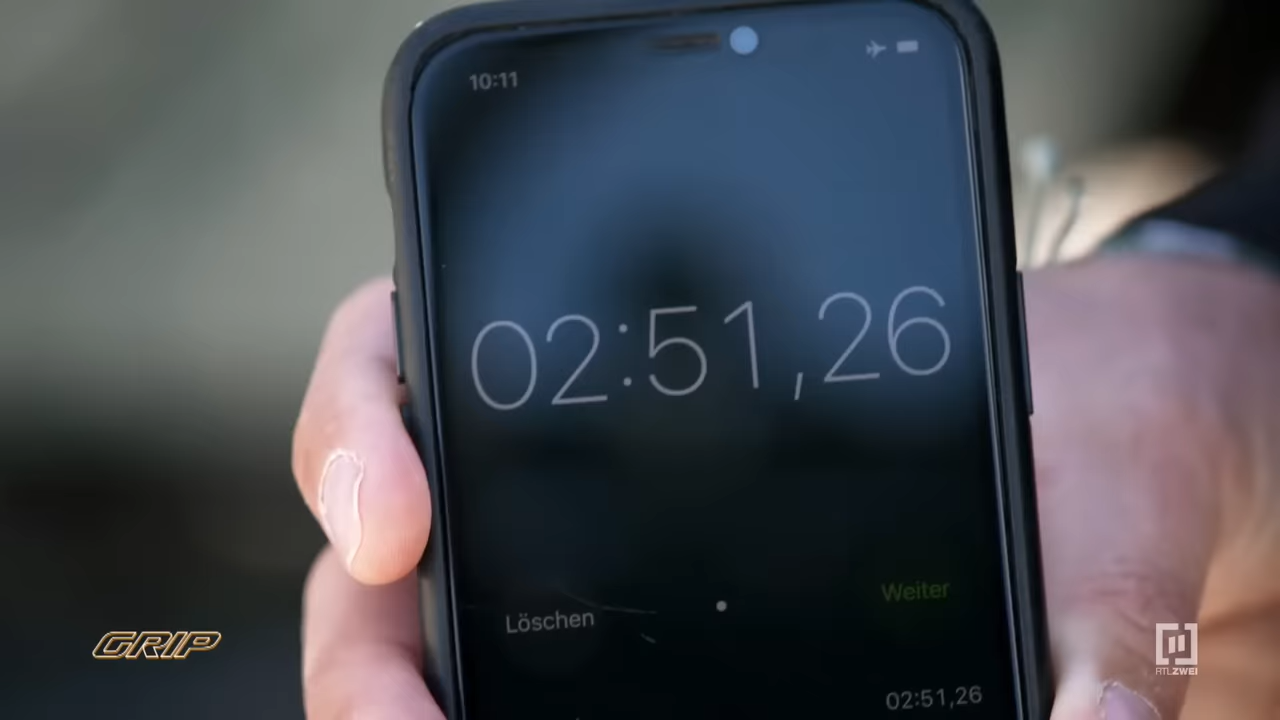 10:11
02:51,26
Löschen
Weiter
02:51,26
GRIP
RTLZWEI